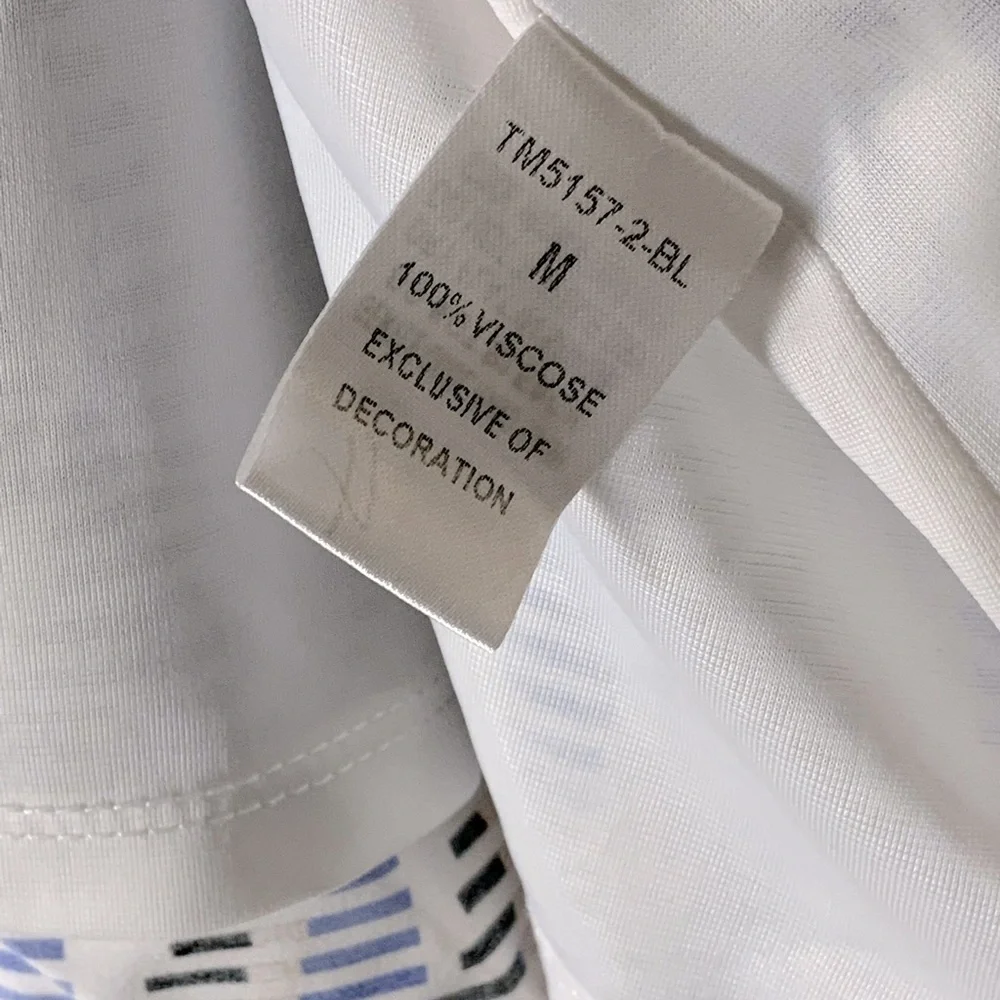 TM5157-2-BL
M
100% VISCOSE
EXCLUSIVE OF
DECORATION